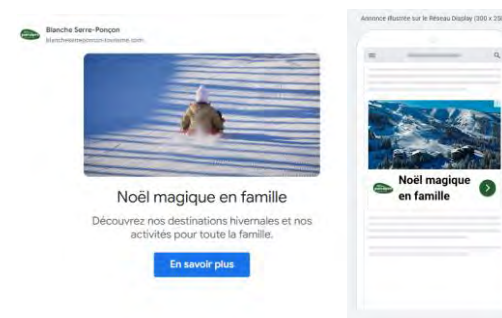 Blanche Serre-Ponçon
blancheserreponcon-tourisme.com
Noël magique en famille
Découvrez nos destinations hivernales et nos
activités pour toute la famille.
En savoir plus
Annonce illustrée sur le Réseau Display (300 x 250
Noël magique
en famille